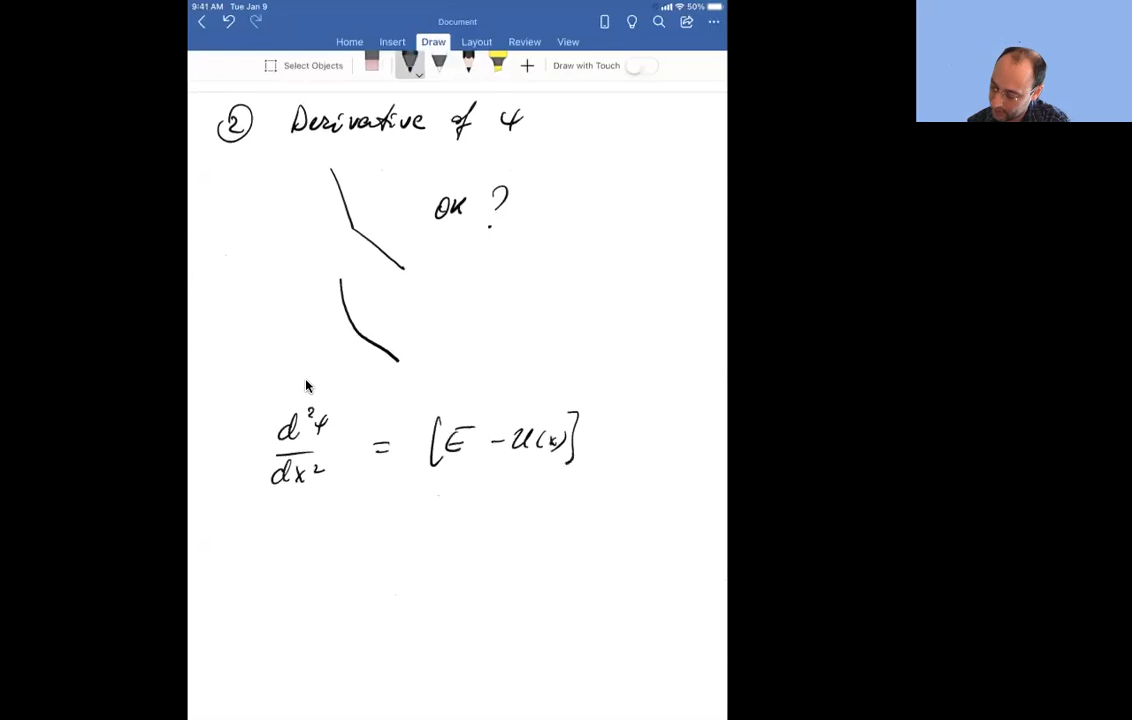 9:41 AM Tue Jan 9
50%
Document
Home Insert Draw Layout Review View
Select Objects
Draw with Touch
② Derivative of ψ
OK ?
d²ψ/dx² = [E - U(x)]